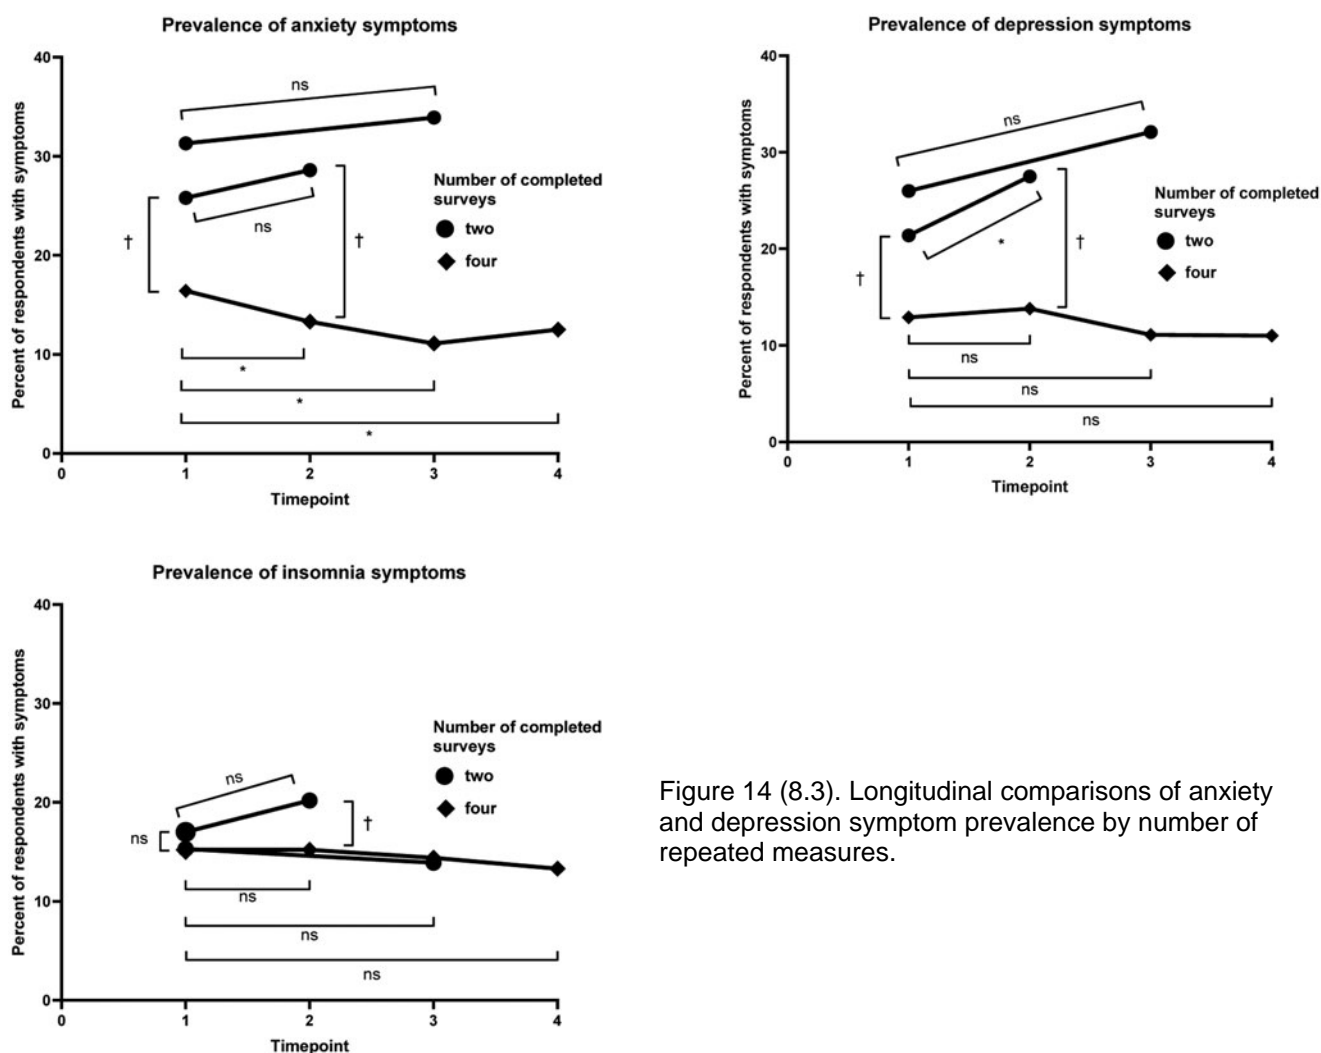 Prevalence of anxiety symptoms
Percent of respondents with symptoms
40
30
20
10
0
0 1 2 3 4
Timepoint
ns
ns
†
†
*
*
*
Number of completed
surveys
two
four
Prevalence of depression symptoms
Percent of respondents with symptoms
40
30
20
10
0
0 1 2 3 4
Timepoint
ns
*
†
†
ns
ns
ns
Number of completed
surveys
two
four
Prevalence of insomnia symptoms
Percent of respondents with symptoms
40
30
20
10
0
0 1 2 3 4
Timepoint
ns
ns
†
ns
ns
ns
Number of completed
surveys
two
four
Figure 14 (8.3). Longitudinal comparisons of anxiety
and depression symptom prevalence by number of
repeated measures.